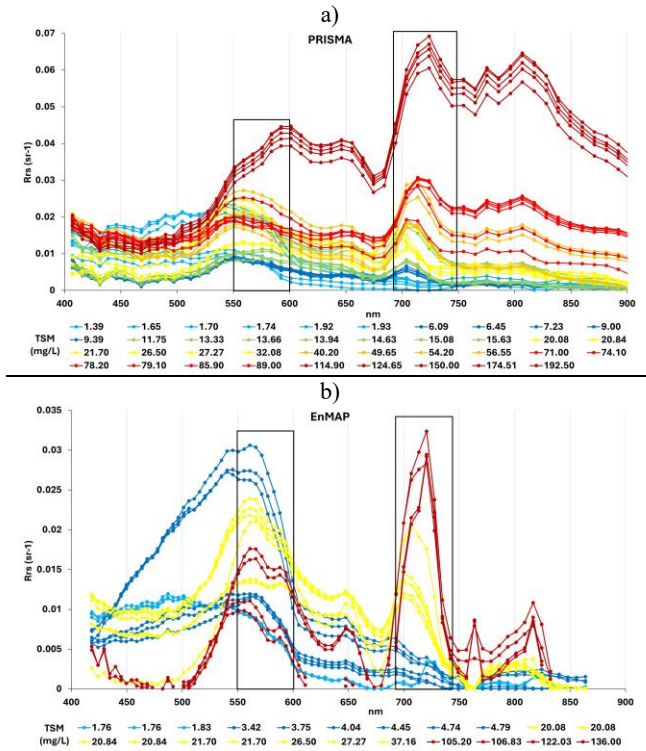 a)
PRISMA
0.07
0.06
0.05
0.04
0.03
0.02
0.01
0
Rrs (sr-1)
400 450 500 550 600 650 700 750 800 850 900
nm
TSM (mg/L)
1.39 1.65 1.70 1.74 1.92 1.93 6.09 6.45 7.23 9.00
9.39 11.75 13.33 13.66 13.94 14.63 15.08 15.63 20.08 20.84
21.70 26.50 27.27 32.08 40.20 49.65 54.20 56.55 71.00 74.10
78.20 79.10 85.90 89.00 114.90 124.65 150.00 174.51 192.50
b)
EnMAP
0.035
0.03
0.025
0.02
0.015
0.01
0.005
0
Rrs (sr-1)
400 450 500 550 600 650 700 750 800 850 900
nm
TSM (mg/L)
1.76 1.76 1.83 3.42 3.75 4.04 4.45 4.74 4.79 20.08 20.08
20.84 20.84 21.70 21.70 26.50 27.27 37.16 105.20 106.83 122.03 136.00